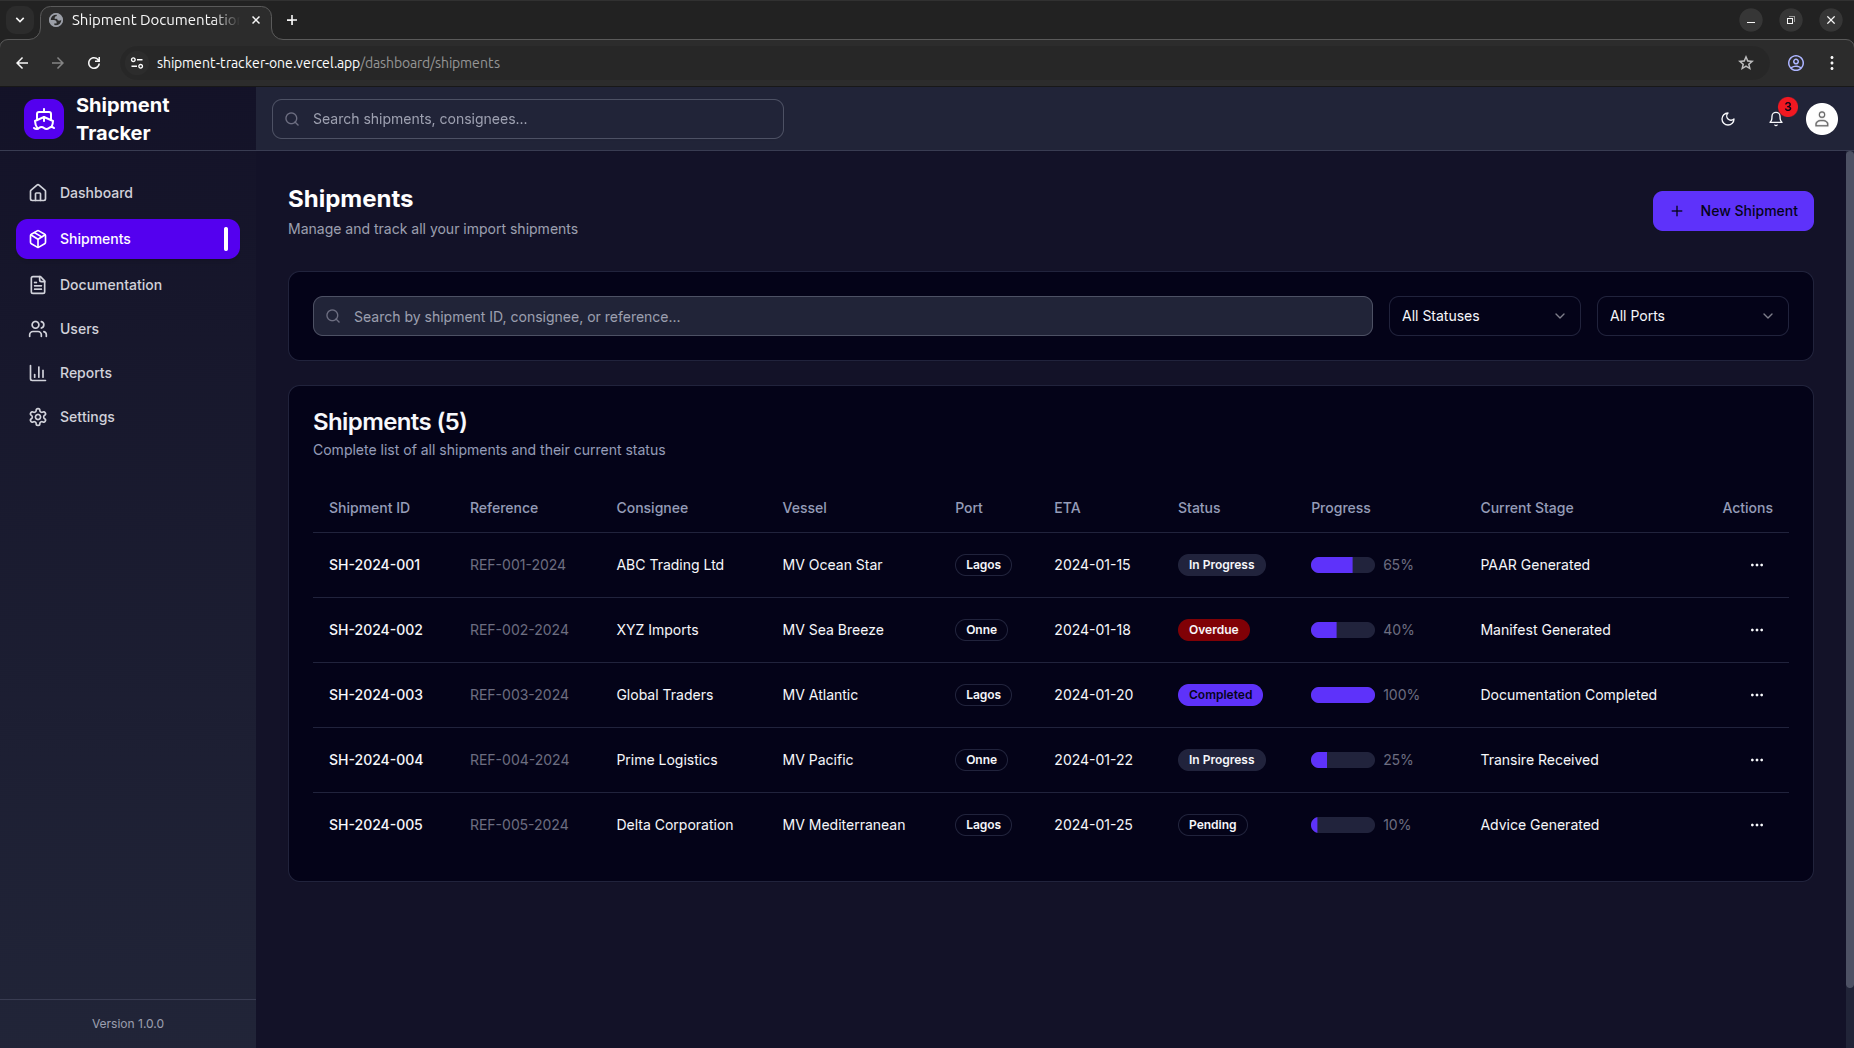 Shipment Documentatio
shipment-tracker-one.vercel.app/dashboard/shipments
Shipment
Tracker
Search shipments, consignees...
3
Dashboard
Shipments
Documentation
Users
Reports
Settings
Version 1.0.0
Shipments
Manage and track all your import shipments
New Shipment
Search by shipment ID, consignee, or reference...
All Statuses
All Ports
Shipments (5)
Complete list of all shipments and their current status
Shipment ID Reference Consignee Vessel Port ETA Status Progress Current Stage Actions
SH-2024-001 REF-001-2024 ABC Trading Ltd MV Ocean Star Lagos 2024-01-15 In Progress 65% PAAR Generated
SH-2024-002 REF-002-2024 XYZ Imports MV Sea Breeze Onne 2024-01-18 Overdue 40% Manifest Generated
SH-2024-003 REF-003-2024 Global Traders MV Atlantic Lagos 2024-01-20 Completed 100% Documentation Completed
SH-2024-004 REF-004-2024 Prime Logistics MV Pacific Onne 2024-01-22 In Progress 25% Transire Received
SH-2024-005 REF-005-2024 Delta Corporation MV Mediterranean Lagos 2024-01-25 Pending 10% Advice Generated